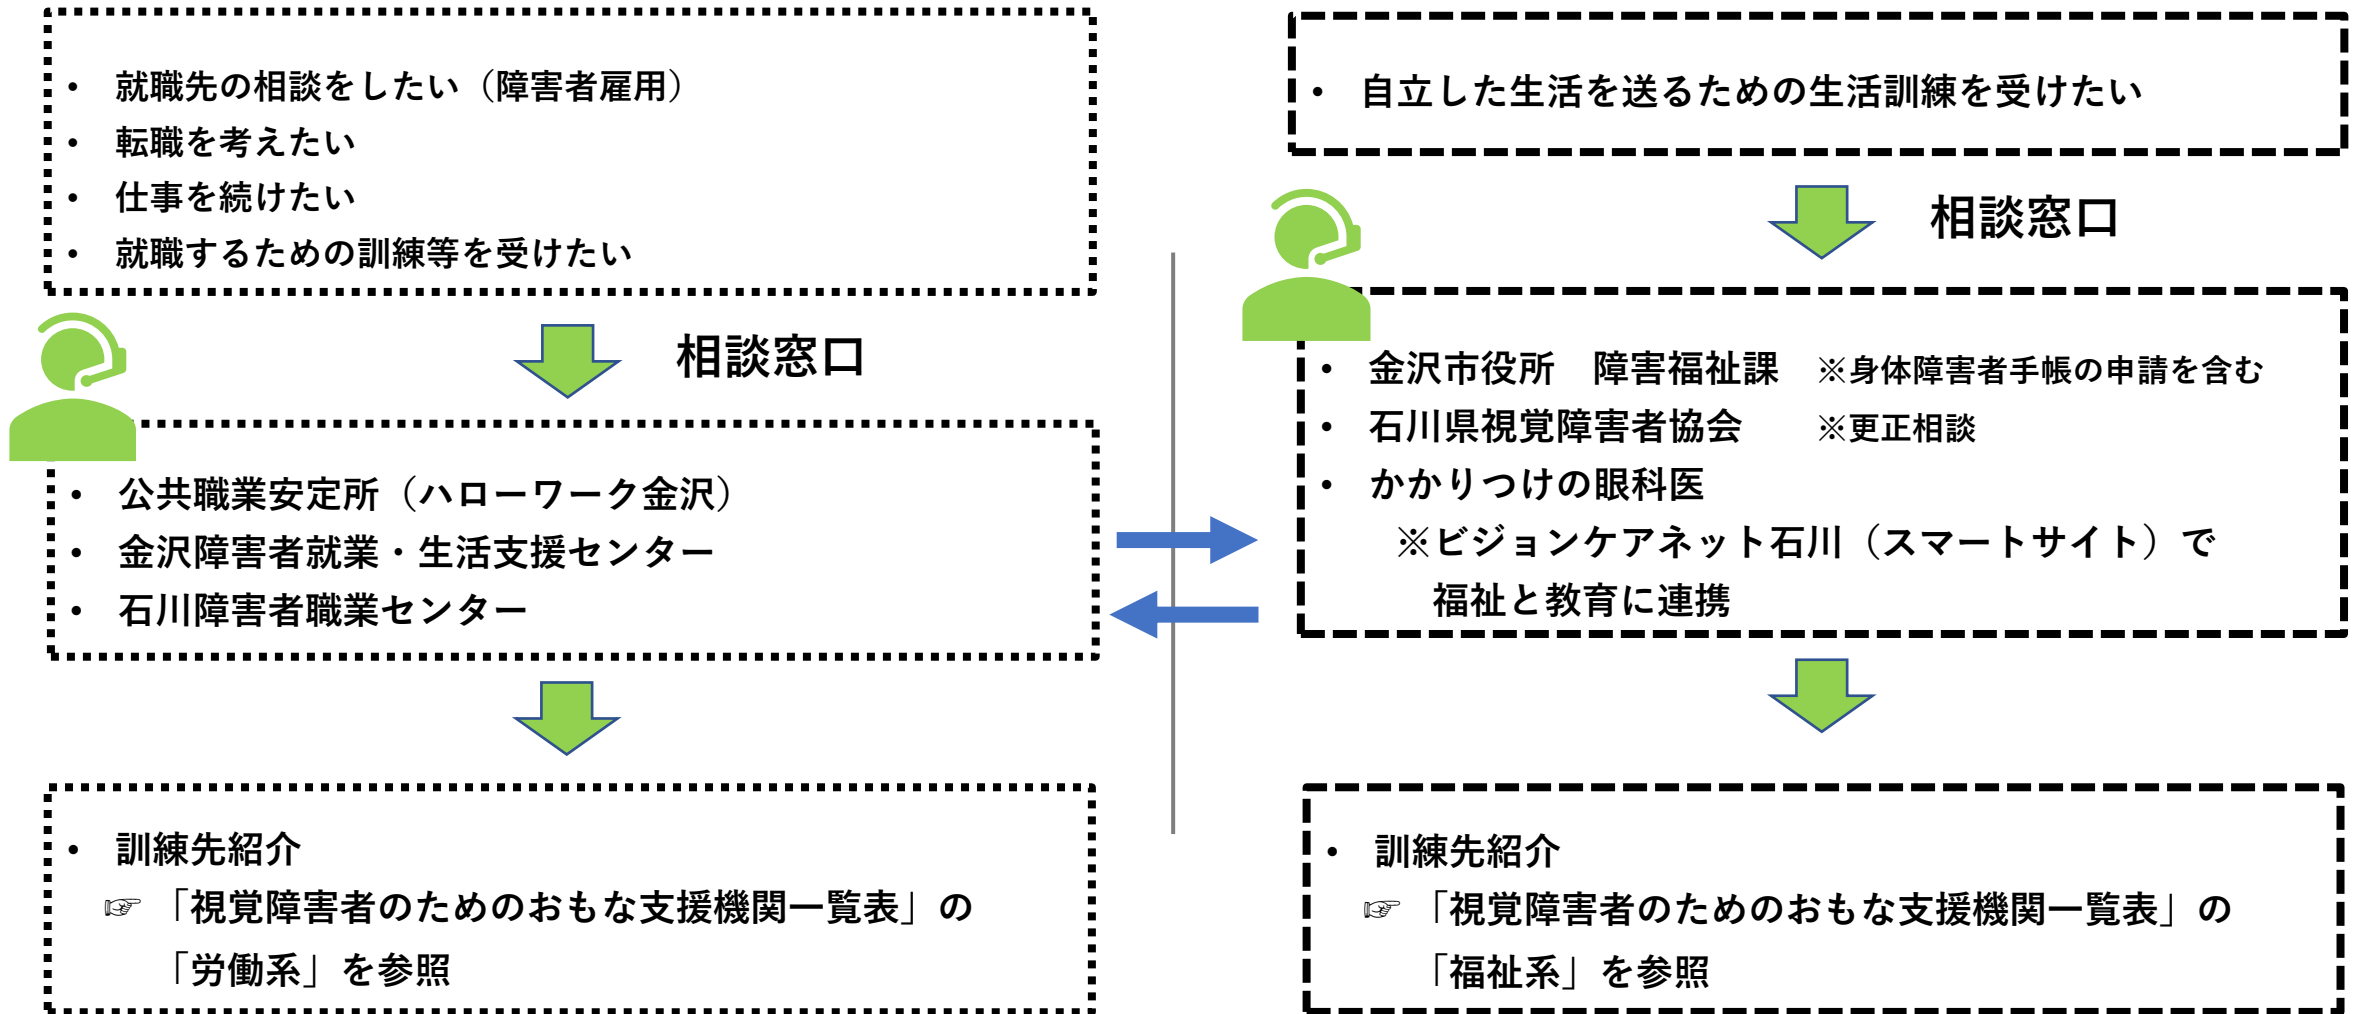 ・ 就職先の相談をしたい（障害者雇用）
・ 転職を考えたい
・ 仕事を続けたい
・ 就職するための訓練等を受けたい
相談窓口
・ 公共職業安定所（ハローワーク金沢）
・ 金沢障害者就業・生活支援センター
・ 石川障害者職業センター
・ 訓練先紹介
☞ 「視覚障害者のためのおもな支援機関一覧表」の
「労働系」を参照
・ 自立した生活を送るための生活訓練を受けたい
相談窓口
・ 金沢市役所　障害福祉課　※身体障害者手帳の申請を含む
・ 石川県視覚障害者協会　　※更正相談
・ かかりつけの眼科医
※ビジョンケアネット石川（スマートサイト）で
福祉と教育に連携
・ 訓練先紹介
☞ 「視覚障害者のためのおもな支援機関一覧表」の
「福祉系」を参照